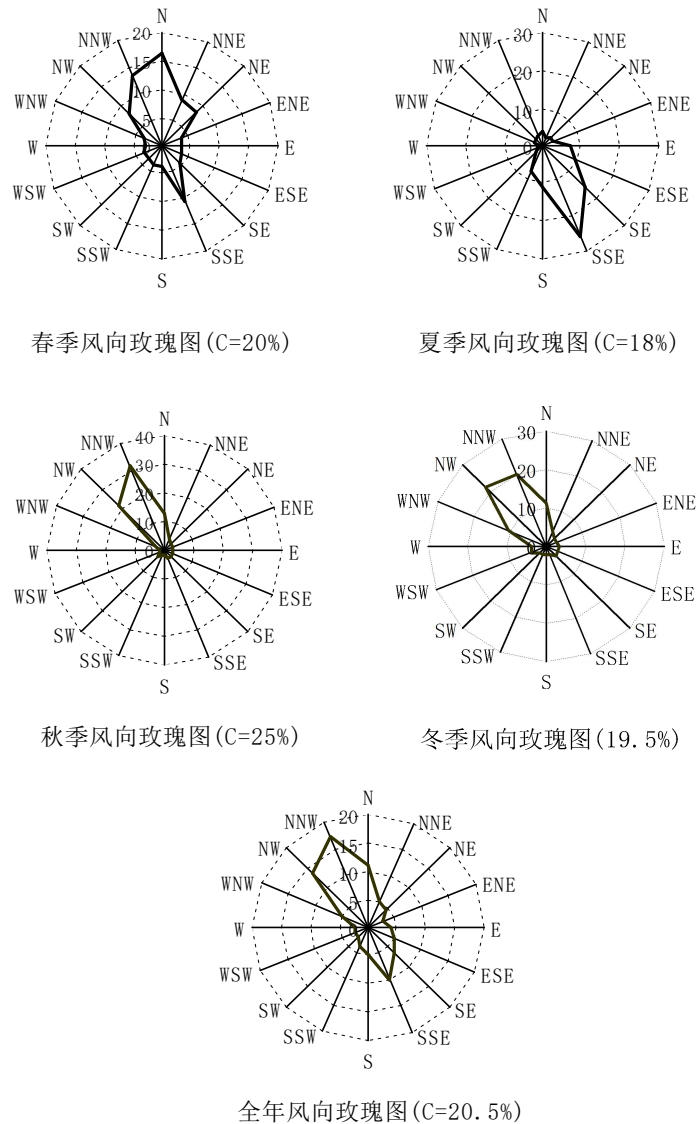 N
NNW 20 NNE
NW 15 NE
WNW 10 ENE
5
W 0 E
WSW ESE
SW SE
SSW SSE
S
春季风向玫瑰图(C=20%)
N
NNW 30 NNE
NW 20 NE
WNW 10 ENE
W 0 E
WSW ESE
SW SE
SSW SSE
S
夏季风向玫瑰图(C=18%)
N
NNW 40 NNE
NW 30 NE
WNW 20 ENE
10
W 0 E
WSW ESE
SW SE
SSW SSE
S
秋季风向玫瑰图(C=25%)
N
NNW 30 NNE
NW 20 NE
WNW 10 ENE
W 0 E
WSW ESE
SW SE
SSW SSE
S
冬季风向玫瑰图(19.5%)
N
NNW 20 NNE
NW 15 NE
WNW 10 ENE
5
W 0 E
WSW ESE
SW SE
SSW SSE
S
全年风向玫瑰图(C=20.5%)